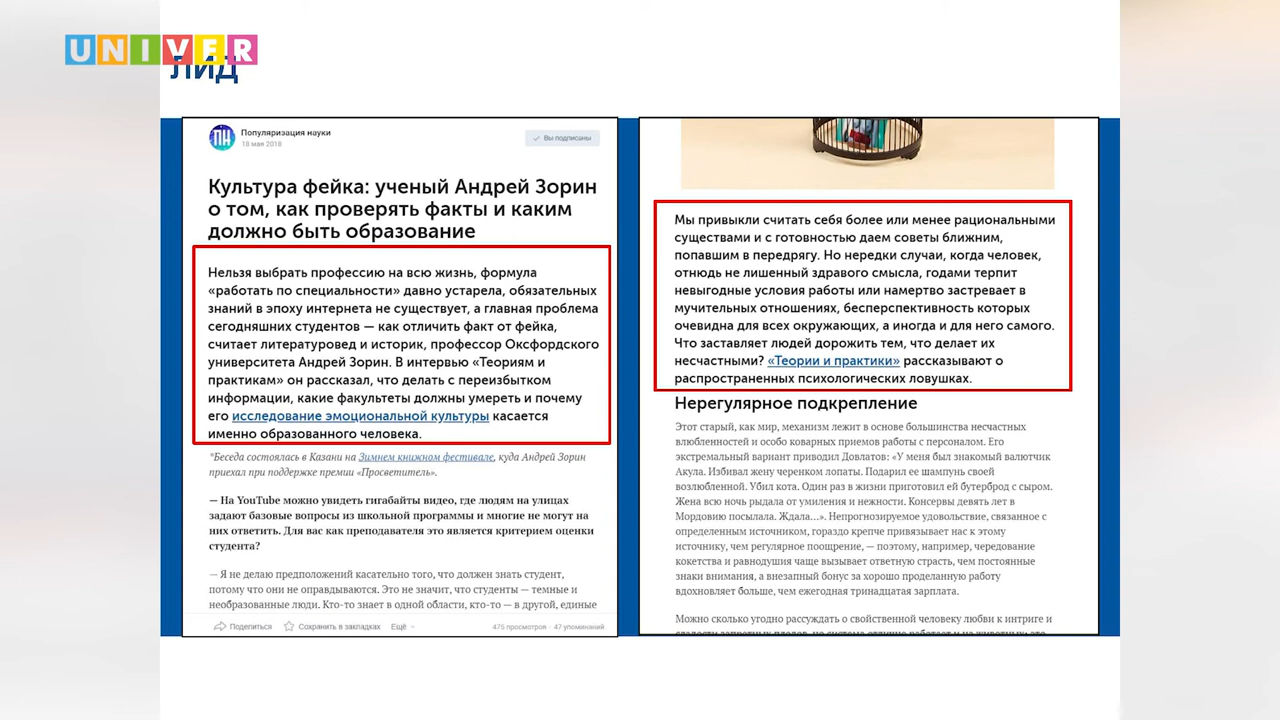 UNIVER
ЛИД
ПН
Популяризация науки
18 мая 2018
Вы подписаны
Культура фейка: ученый Андрей Зорин
о том, как проверять факты и каким
должно быть образование
Нельзя выбрать профессию на всю жизнь, формула
«работать по специальности» давно устарела, обязательных
знаний в эпоху интернета не существует, а главная проблема
сегодняшних студентов — как отличить факт от фейка,
считает литературовед и историк, профессор Оксфордского
университета Андрей Зорин. В интервью «Теориям и
практикам» он рассказал, что делать с переизбытком
информации, какие факультеты должны умереть и почему
его исследование эмоциональной культуры касается
именно образованного человека.
*Беседа состоялась в Казани на Зимнем книжном фестивале, куда Андрей Зорин
приехал при поддержке премии «Просветитель».
— На YouTube можно увидеть гигабайты видео, где людям на улицах
задают базовые вопросы из школьной программы и многие не могут на
них ответить. Для вас как преподавателя это является критерием оценки
студента?
— Я не делаю предположений касательно того, что должен знать студент,
потому что они не оправдываются. Это не значит, что студенты — темные и
необразованные люди. Кто-то знает в одной области, кто-то — в другой, единые
Поделиться
Сохранить в закладках
Ещё
475 просмотров · 47 упоминаний
Мы привыкли считать себя более или менее рациональными
существами и с готовностью даем советы ближним,
попавшим в передрягу. Но нередки случаи, когда человек,
отнюдь не лишенный здравого смысла, годами терпит
невыгодные условия работы или намертво застревает в
мучительных отношениях, бесперспективность которых
очевидна для всех окружающих, а иногда и для него самого.
Что заставляет людей дорожить тем, что делает их
несчастными? «Теории и практики» рассказывают о
распространенных психологических ловушках.
Нерегулярное подкрепление
Этот старый, как мир, механизм лежит в основе большинства несчастных
влюбленностей и особо коварных приемов работы с персоналом. Его
экстремальный вариант приводил Довлатов: «У меня был знакомый валютчик
Акула. Избивал жену черенком лопаты. Подарил ее шампунь своей
возлюбленной. Убил кота. Один раз в жизни приготовил ей бутерброд с сыром.
Жена всю ночь рыдала от умиления и нежности. Консервы девять лет в
Мордовию посылала. Ждала...». Непрогнозируемое удовольствие, связанное с
определенным источником, гораздо крепче привязывает нас к этому
источнику, чем регулярное поощрение, — поэтому, например, чередование
кокетства и равнодушия чаще вызывает ответную страсть, чем постоянные
знаки внимания, а внезапный бонус за хорошо проделанную работу
вдохновляет больше, чем ежегодная тринадцатая зарплата.
Можно сколько угодно рассуждать о свойственной человеку любви к интриге и